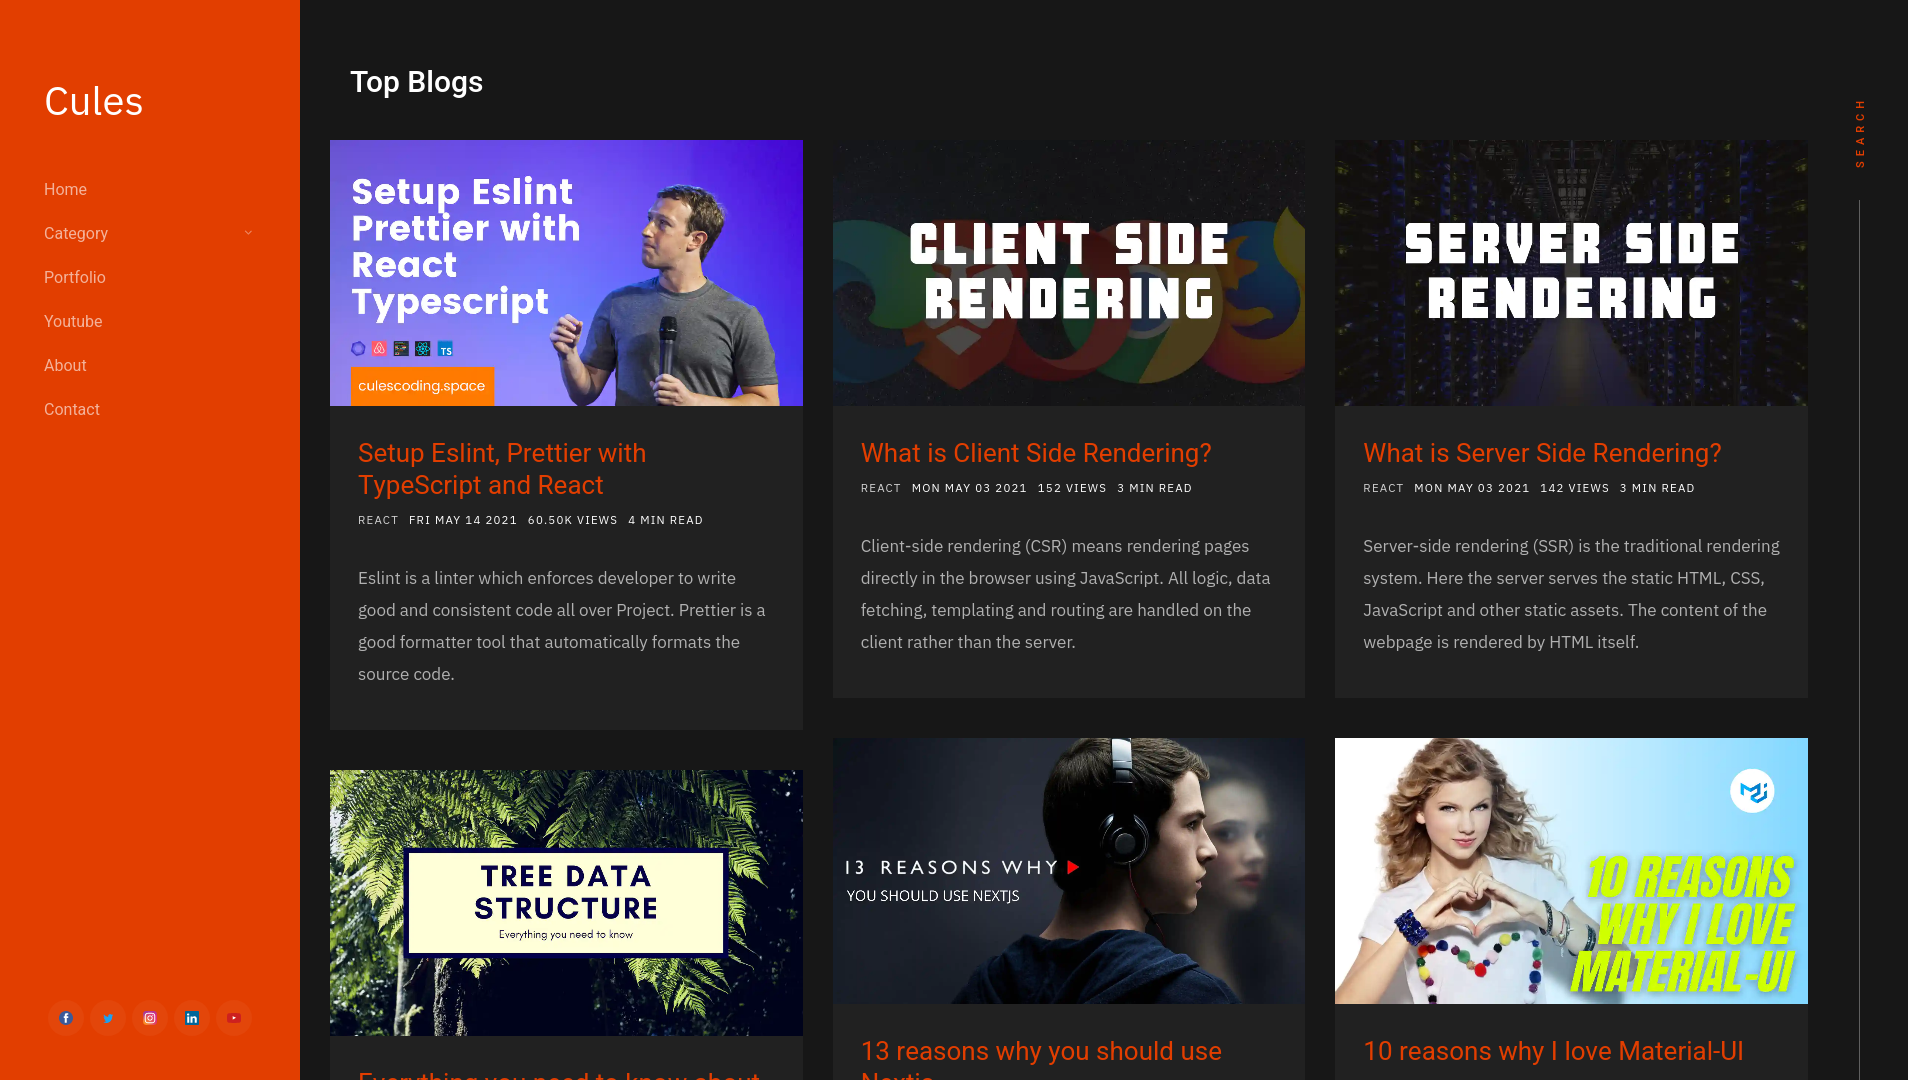 Cules
Home
Category
Portfolio
Youtube
About
Contact
Top Blogs
SEARCH
Setup Eslint
Prettier with
React
Typescript
TS
culescoding.space
Setup Eslint, Prettier with
TypeScript and React
REACT FRI MAY 14 2021 60.50K VIEWS 4 MIN READ
Eslint is a linter which enforces developer to write
good and consistent code all over Project. Prettier is a
good formatter tool that automatically formats the
source code.
CLIENT SIDE
RENDERING
What is Client Side Rendering?
REACT MON MAY 03 2021 152 VIEWS 3 MIN READ
Client-side rendering (CSR) means rendering pages
directly in the browser using JavaScript. All logic, data
fetching, templating and routing are handled on the
client rather than the server.
SERVER SIDE
RENDERING
What is Server Side Rendering?
REACT MON MAY 03 2021 142 VIEWS 3 MIN READ
Server-side rendering (SSR) is the traditional rendering
system. Here the server serves the static HTML, CSS,
JavaScript and other static assets. The content of the
webpage is rendered by HTML itself.
TREE DATA
STRUCTURE
Everything you need to know
Everything you need to know about
13 REASONS WHY
YOU SHOULD USE NEXTJS
13 reasons why you should use
Nextjs
10 REASONS
WHY I LOVE
MATERIAL-UI
10 reasons why I love Material-UI